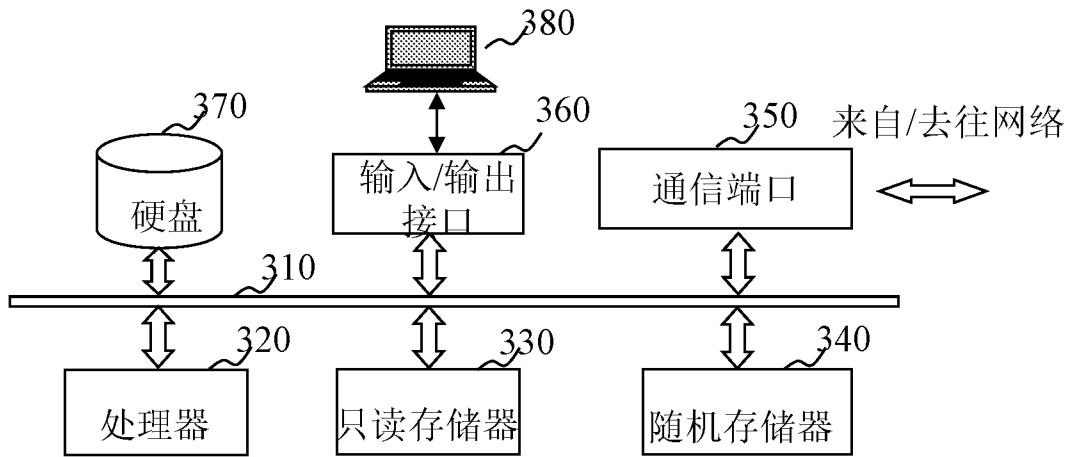 380
370
360
350
来自/去往网络
输入/输出
接口
通信端口
硬盘
310
320
330
340
处理器
只读存储器
随机存储器